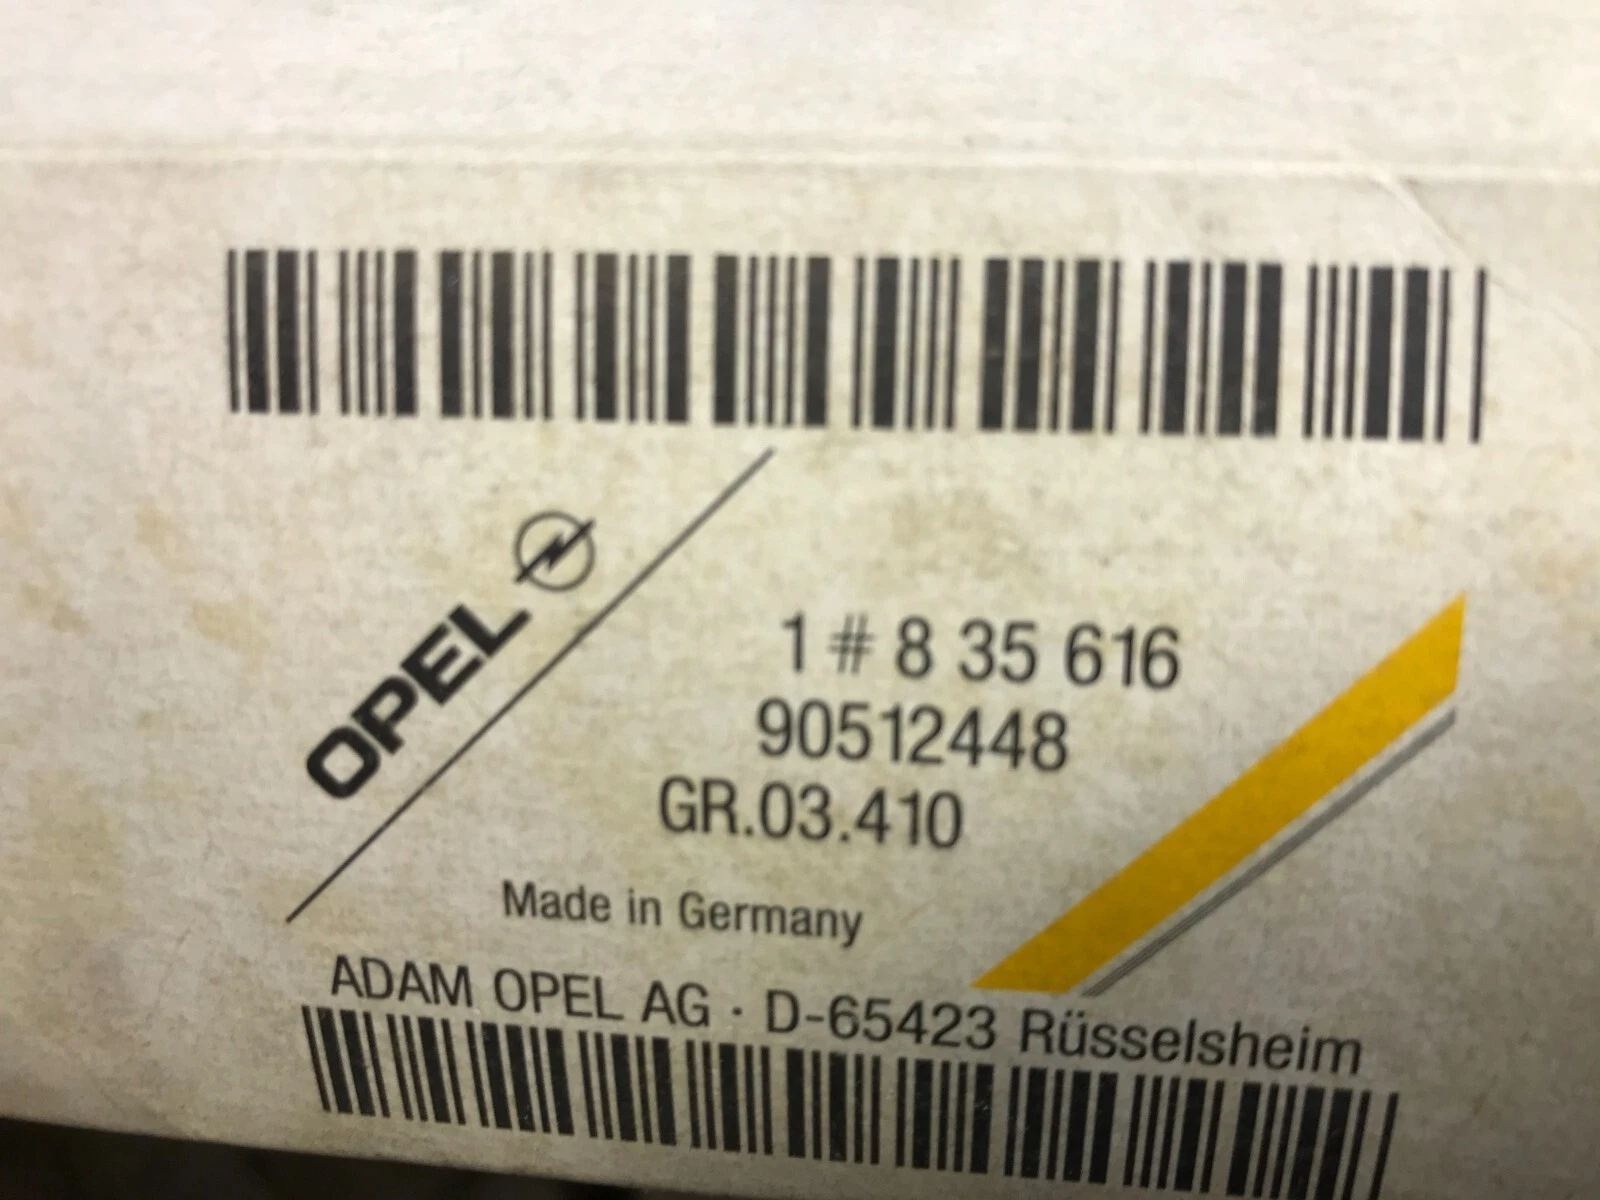 OPEL
1 # 8 35 616
90512448
GR.03.410
Made in Germany
ADAM OPEL AG · D-65423 Rüsselsheim